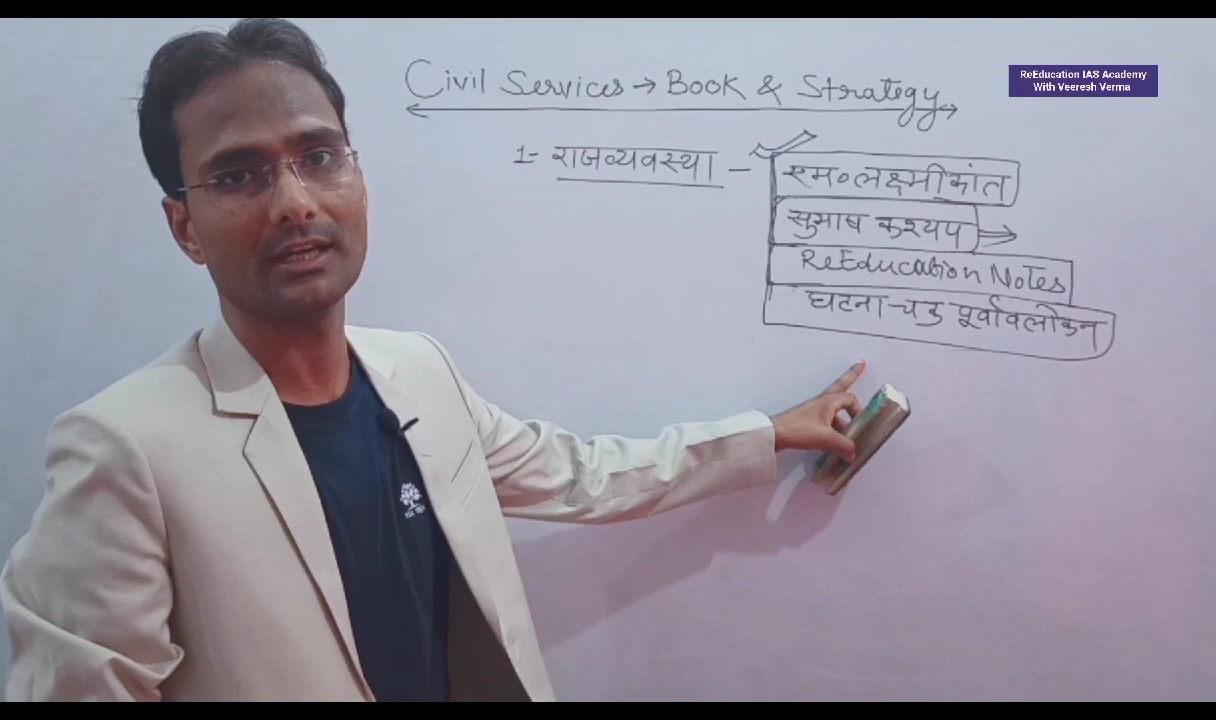 ReEducation IAS Academy
With Veeresh Verma
Civil Services → Book & Strategy
1- राजव्यवस्था - एम० लक्ष्मीकांत
सुभाष कश्यप →
ReEducation Notes
घटना-चक्र पूर्वावलोकन